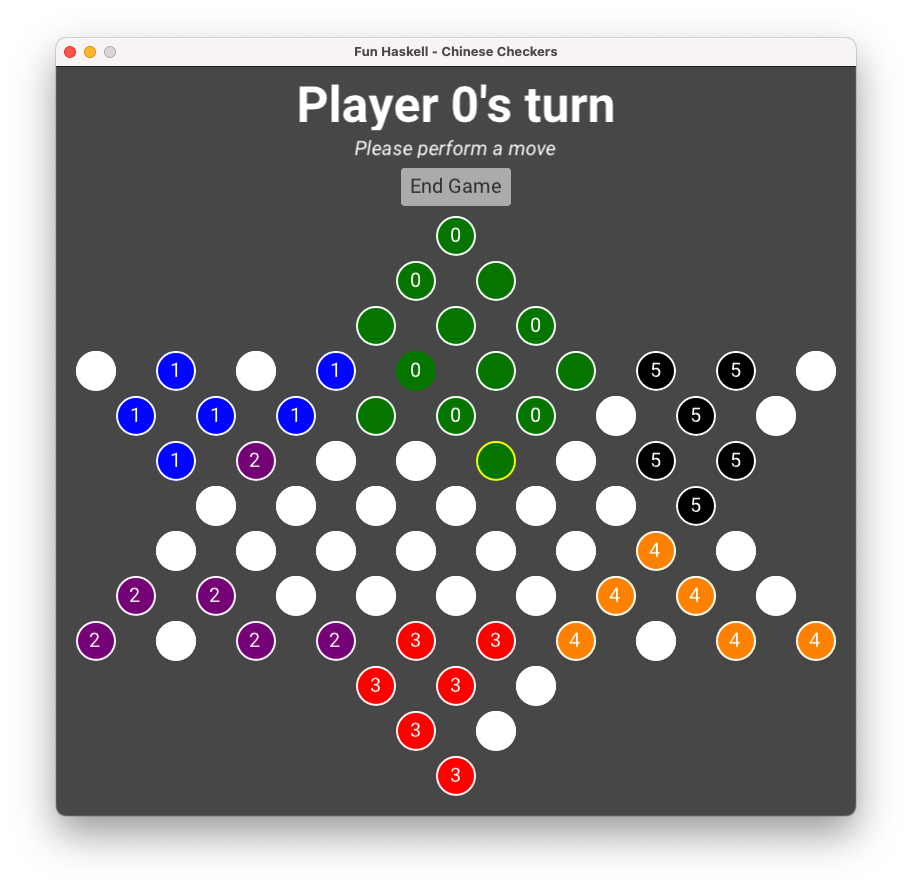 Fun Haskell - Chinese Checkers
Player 0's turn
Please perform a move
End Game
0
0
0
1 1 0 5 5
1 1 1 0 0 5
1 2 5 5
5
4
2 2 4 4
2 2 2 3 3 4 4 4
3 3
3
3